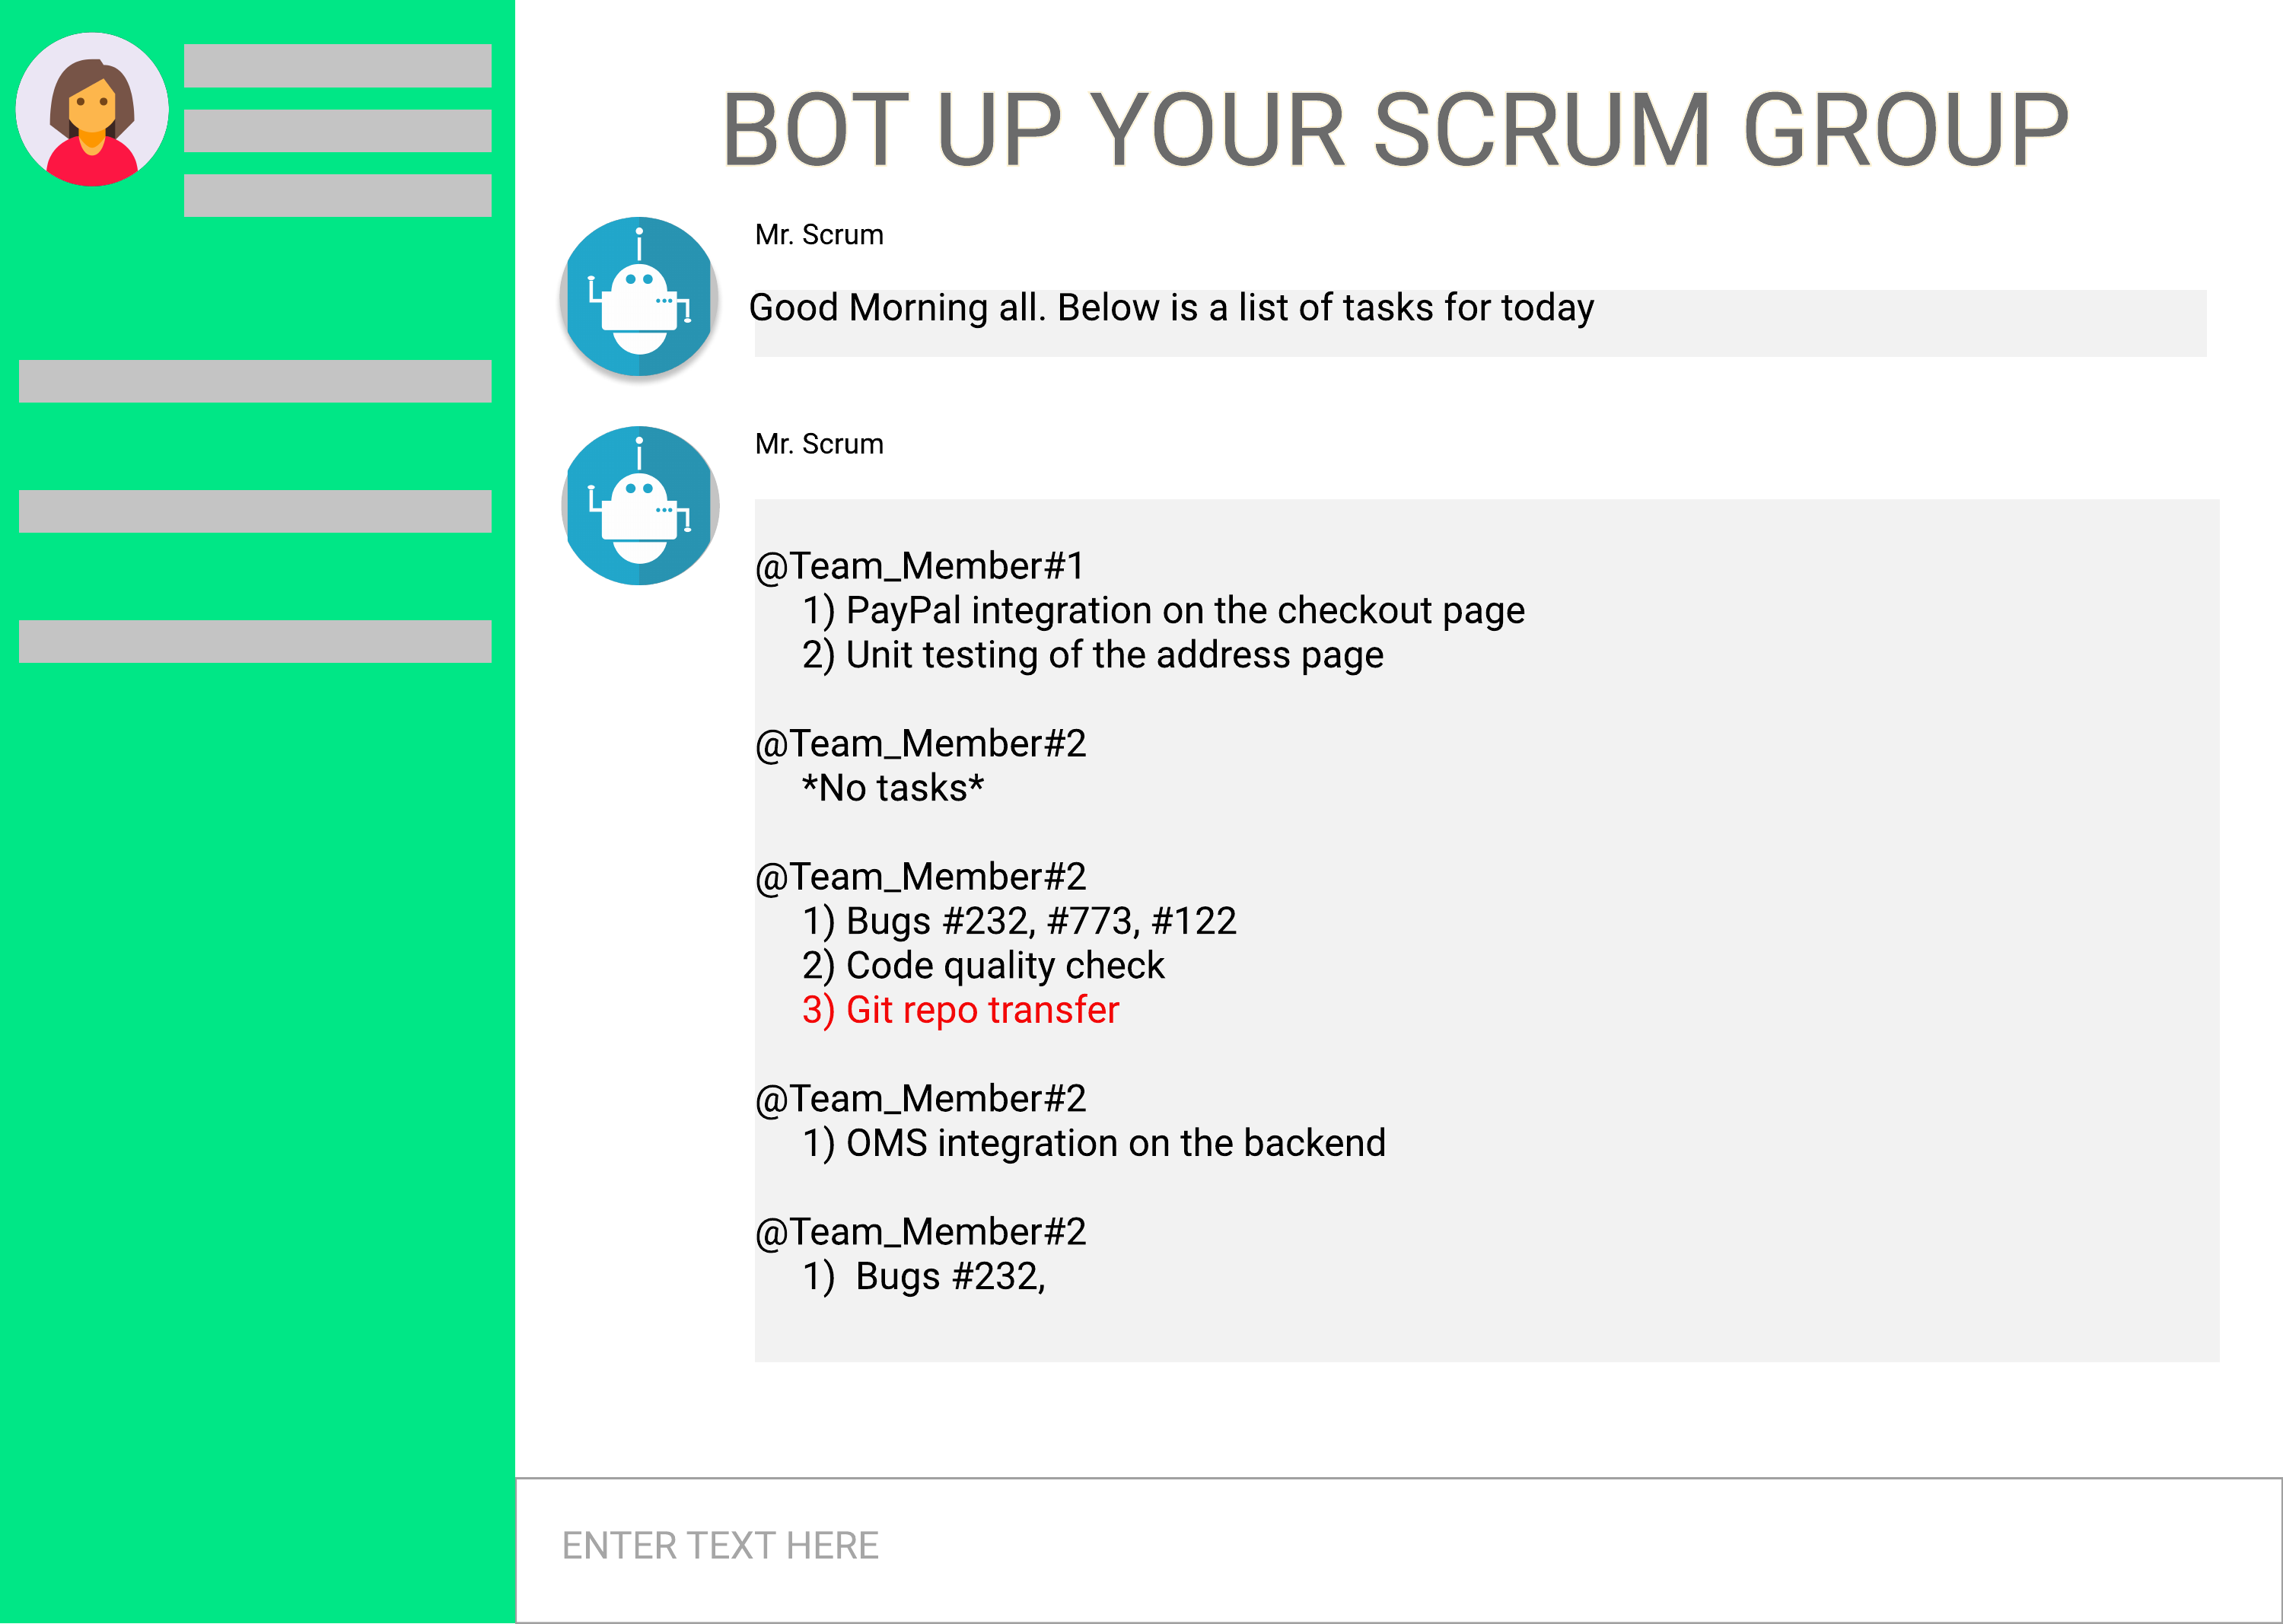 BOT UP YOUR SCRUM GROUP
Mr. Scrum
Good Morning all. Below is a list of tasks for today
Mr. Scrum
@Team_Member#1
1) PayPal integration on the checkout page
2) Unit testing of the address page
@Team_Member#2
*No tasks*
@Team_Member#2
1) Bugs #232, #773, #122
2) Code quality check
3) Git repo transfer
@Team_Member#2
1) OMS integration on the backend
@Team_Member#2
1) Bugs #232,
ENTER TEXT HERE